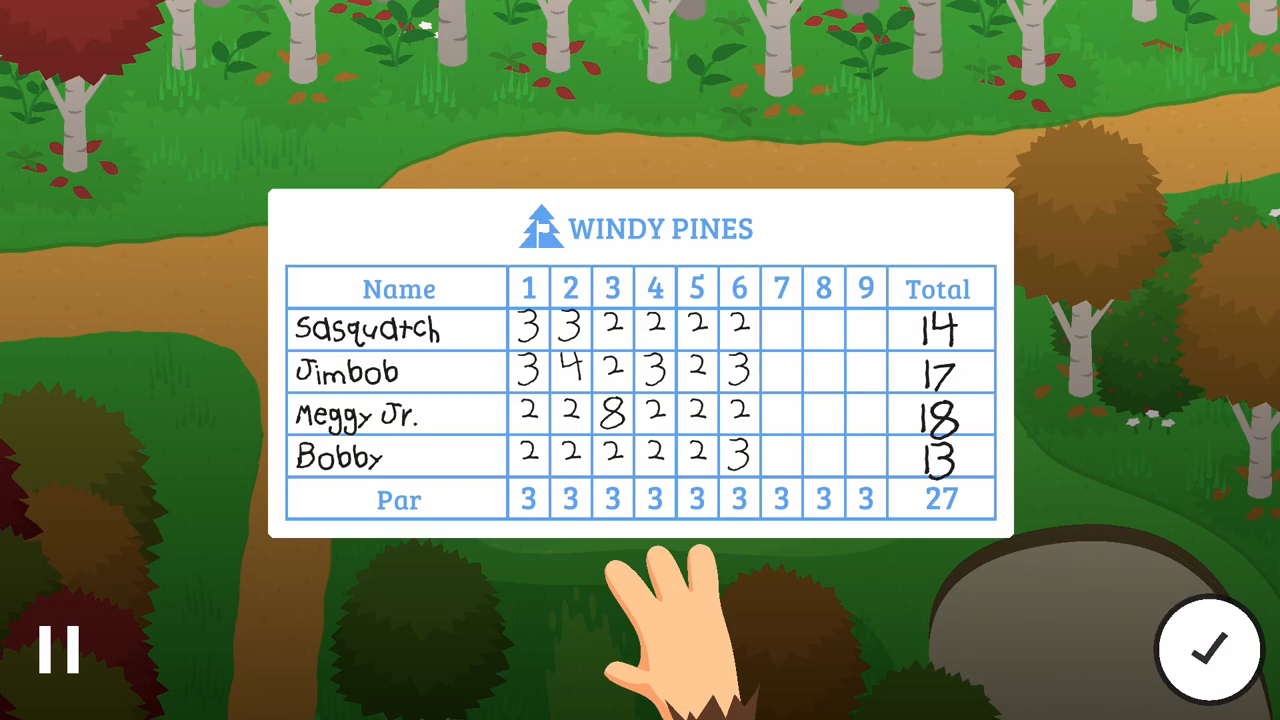 WINDY PINES
Name 1 2 3 4 5 6 7 8 9 Total
Sasquatch 3 3 2 2 2 2 14
Jimbob 3 4 2 3 2 3 17
Meggy Jr. 2 2 8 2 2 2 18
Bobby 2 2 2 2 2 3 13
Par 3 3 3 3 3 3 3 3 3 27